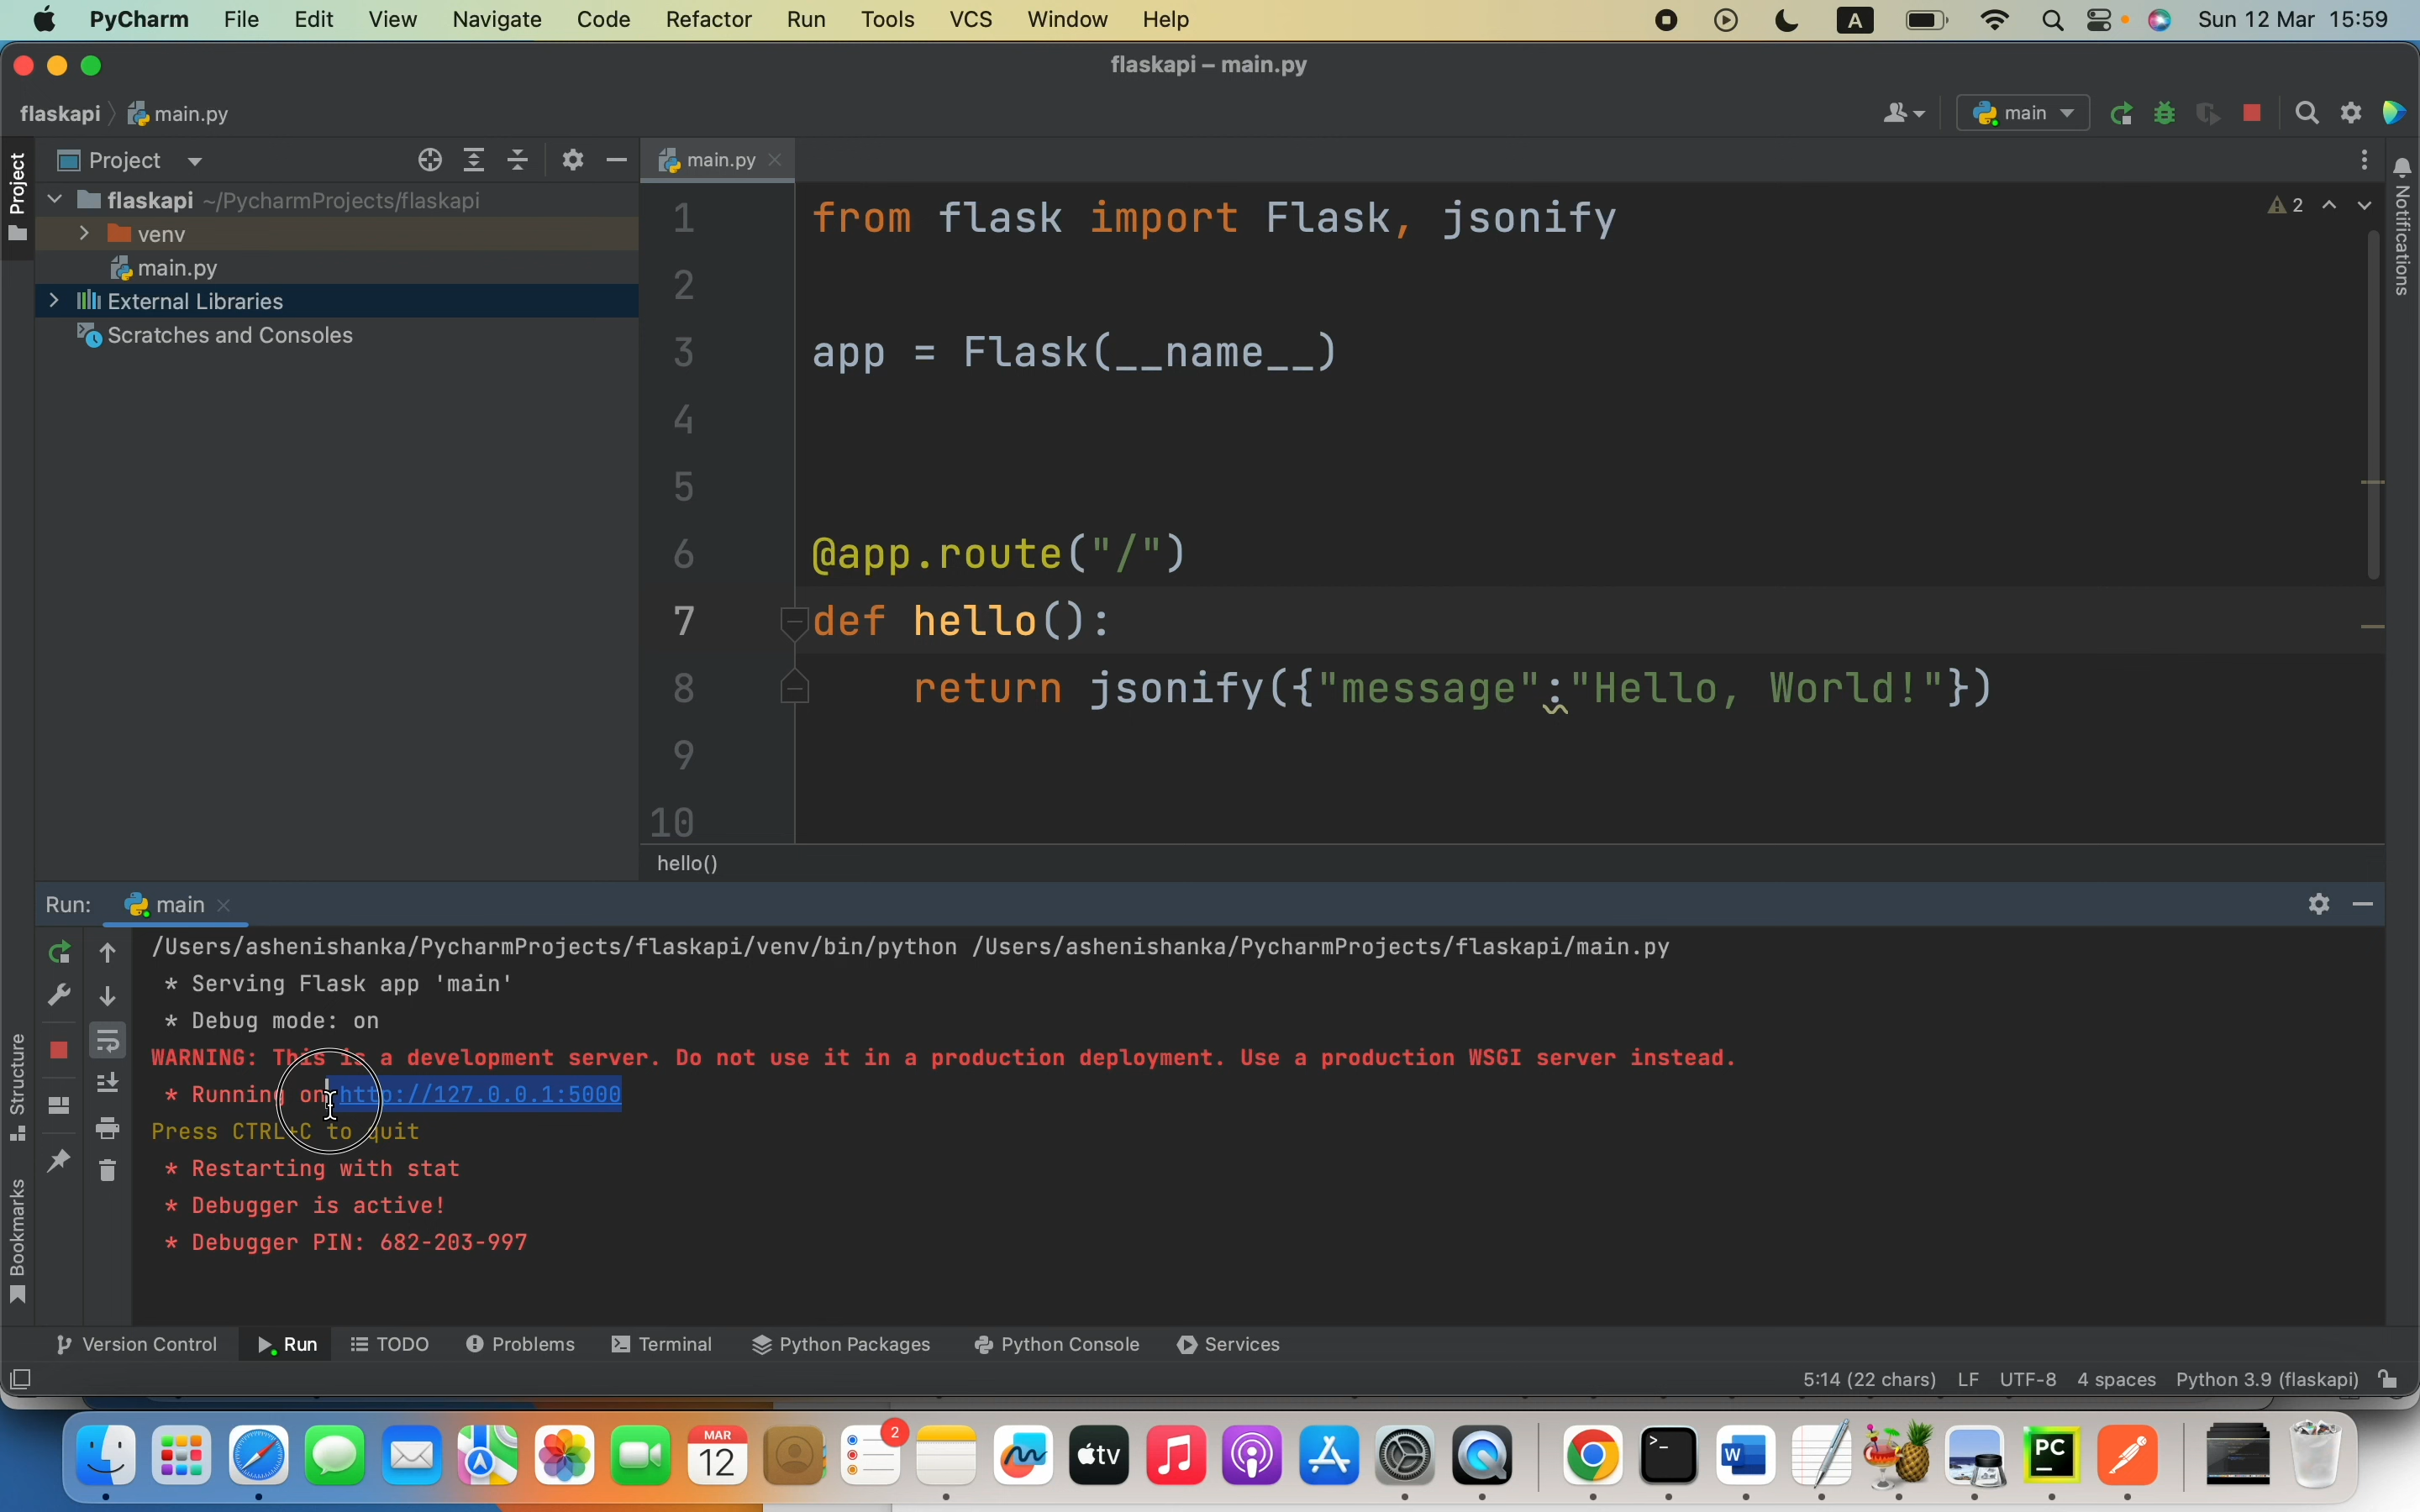 PyCharm File Edit View Navigate Code Refactor Run Tools VCS Window Help A Sun 12 Mar 15:59
flaskapi – main.py
flaskapi main.py main
Project main.py
Project
flaskapi ~/PycharmProjects/flaskapi
venv
main.py
External Libraries
Scratches and Consoles
1 from flask import Flask, jsonify
2
3 app = Flask(__name__)
4
5
6 @app.route("/")
7 def hello():
8 return jsonify({"message":"Hello, World!"})
9
10
2
Notifications
hello()
Run: main
/Users/ashenishanka/PycharmProjects/flaskapi/venv/bin/python /Users/ashenishanka/PycharmProjects/flaskapi/main.py
* Serving Flask app 'main'
* Debug mode: on
WARNING: This is a development server. Do not use it in a production deployment. Use a production WSGI server instead.
* Running on http://127.0.0.1:5000
Press CTRL+C to quit
* Restarting with stat
* Debugger is active!
* Debugger PIN: 682-203-997
Structure
Bookmarks
Version Control Run TODO Problems Terminal Python Packages Python Console Services
5:14 (22 chars) LF UTF-8 4 spaces Python 3.9 (flaskapi)
MAR
12
2
tv
>_
W
PC